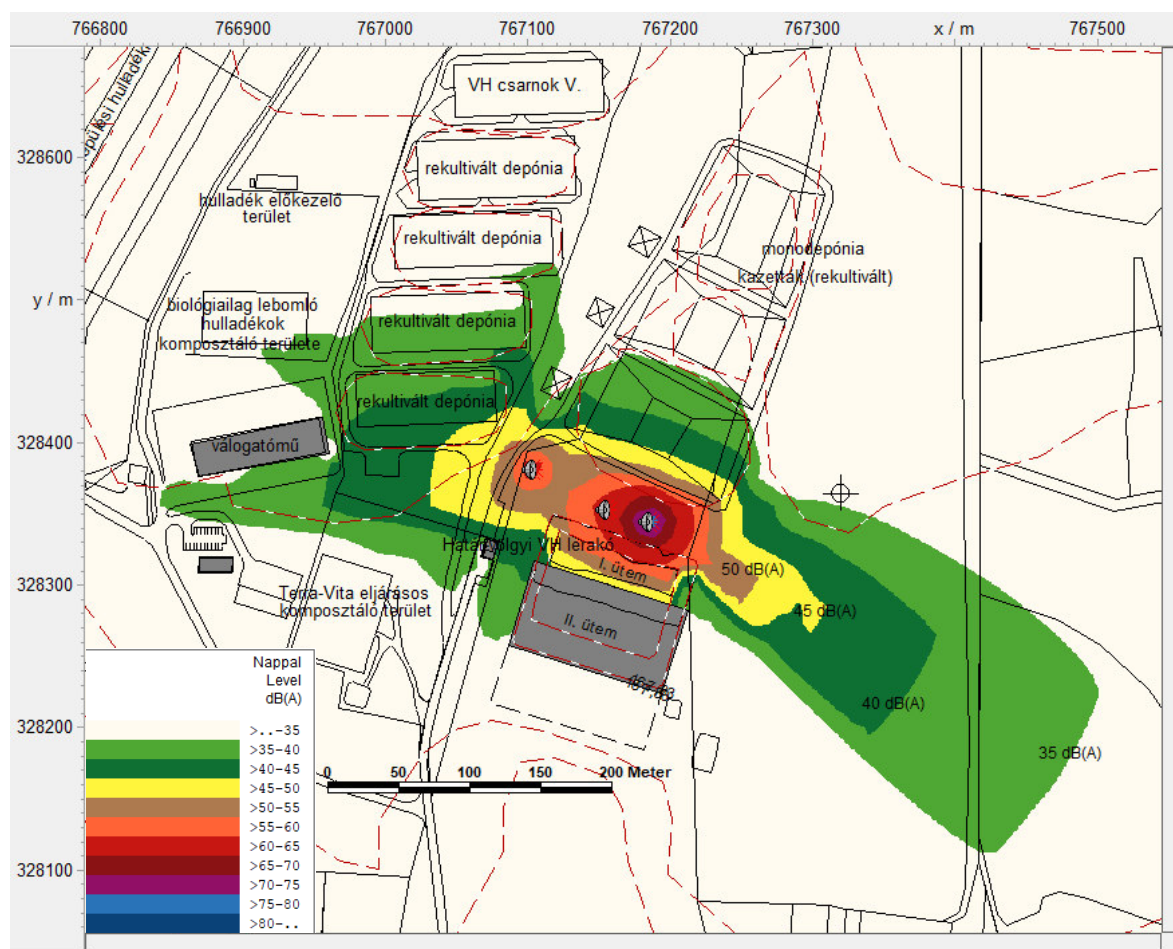 766800 766900 767000 767100 767200 767300 x / m 767500
VH csarnok V.
328600
rekultivált depónia
hulladék előkezelő
terület
rekultivált depónia
monodepónia
kazetták (rekultivált)
y / m
biológiailag lebomló
hulladékok
komposztáló területe
rekultivált depónia
rekultivált depónia
328400
válogatómű
328300
I. ütem
50 dB(A)
Terra-Vita eljárásos
komposztáló terület
45 dB(A)
II. ütem
40 dB(A)
35 dB(A)
328200
328100
0 50 100 150 200 Meter
Nappal
Level
dB(A)
>..-35
>35-40
>40-45
>45-50
>50-55
>55-60
>60-65
>65-70
>70-75
>75-80
>80-..